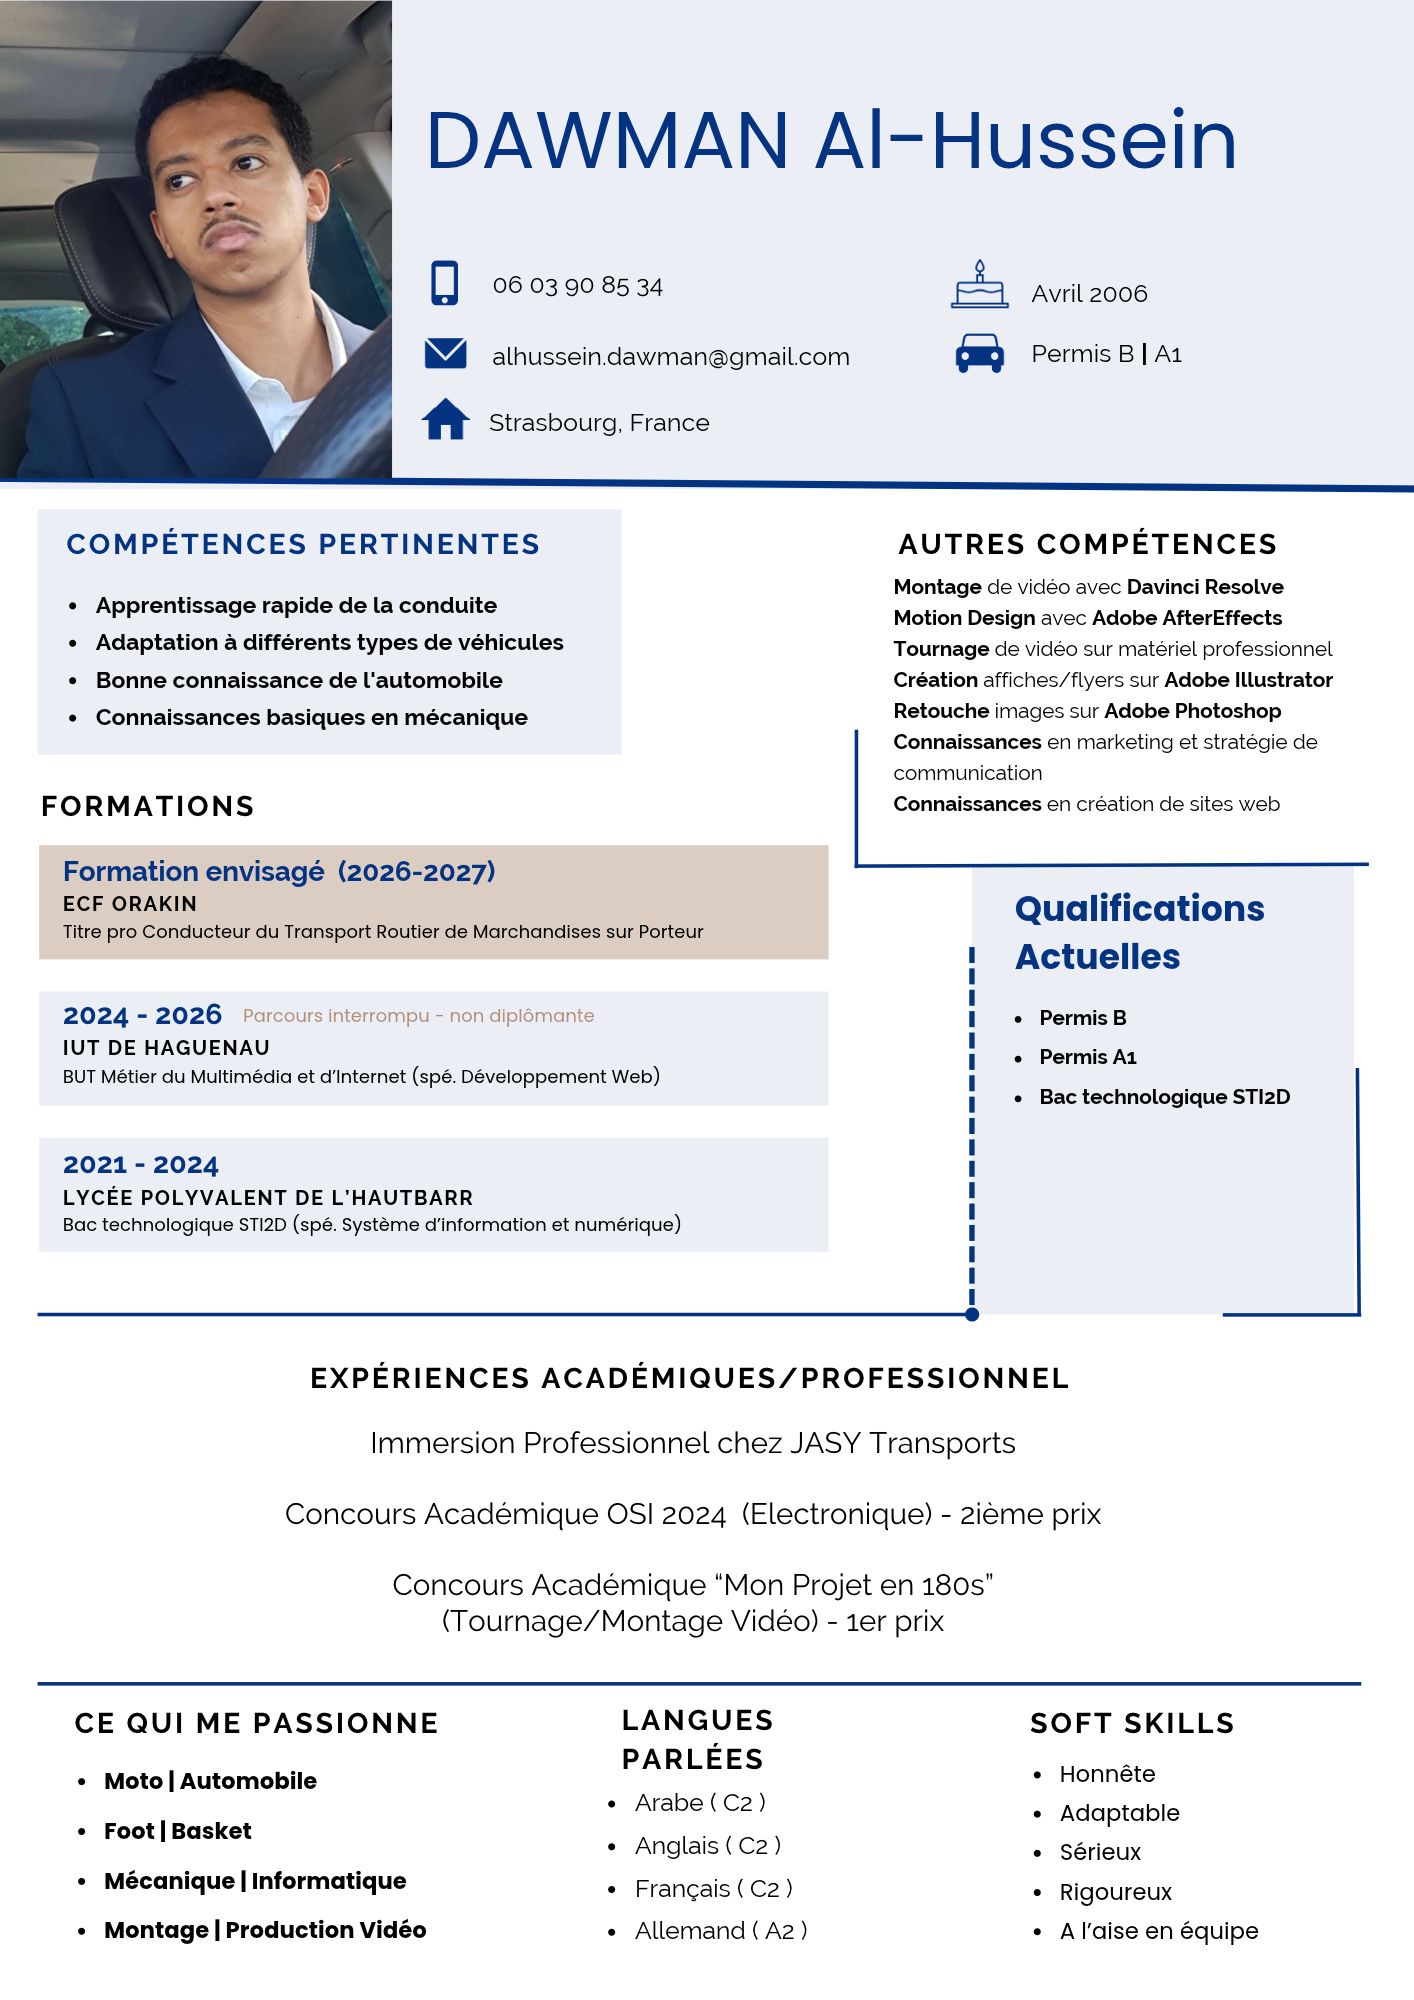 DAWMAN Al-Hussein
06 03 90 85 34
alhussein.dawman@gmail.com
Strasbourg, France
Avril 2006
Permis B | A1
COMPÉTENCES PERTINENTES
• Apprentissage rapide de la conduite
• Adaptation à différents types de véhicules
• Bonne connaissance de l'automobile
• Connaissances basiques en mécanique
AUTRES COMPÉTENCES
Montage de vidéo avec Davinci Resolve
Motion Design avec Adobe AfterEffects
Tournage de vidéo sur matériel professionnel
Création affiches/flyers sur Adobe Illustrator
Retouche images sur Adobe Photoshop
Connaissances en marketing et stratégie de
communication
Connaissances en création de sites web
FORMATIONS
Formation envisagé (2026-2027)
ECF ORAKIN
Titre pro Conducteur du Transport Routier de Marchandises sur Porteur
2024 - 2026 Parcours interrompu - non diplômante
IUT DE HAGUENAU
BUT Métier du Multimédia et d’Internet (spé. Développement Web)
2021 - 2024
LYCÉE POLYVALENT DE L’HAUTBARR
Bac technologique STI2D (spé. Système d’information et numérique)
Qualifications
Actuelles
• Permis B
• Permis A1
• Bac technologique STI2D
EXPÉRIENCES ACADÉMIQUES/PROFESSIONNEL
Immersion Professionnel chez JASY Transports
Concours Académique OSI 2024 (Electronique) - 2ième prix
Concours Académique “Mon Projet en 180s”
(Tournage/Montage Vidéo) - 1er prix
CE QUI ME PASSIONNE
• Moto | Automobile
• Foot | Basket
• Mécanique | Informatique
• Montage | Production Vidéo
LANGUES
PARLÉES
• Arabe ( C2 )
• Anglais ( C2 )
• Français ( C2 )
• Allemand ( A2 )
SOFT SKILLS
• Honnête
• Adaptable
• Sérieux
• Rigoureux
• A l’aise en équipe